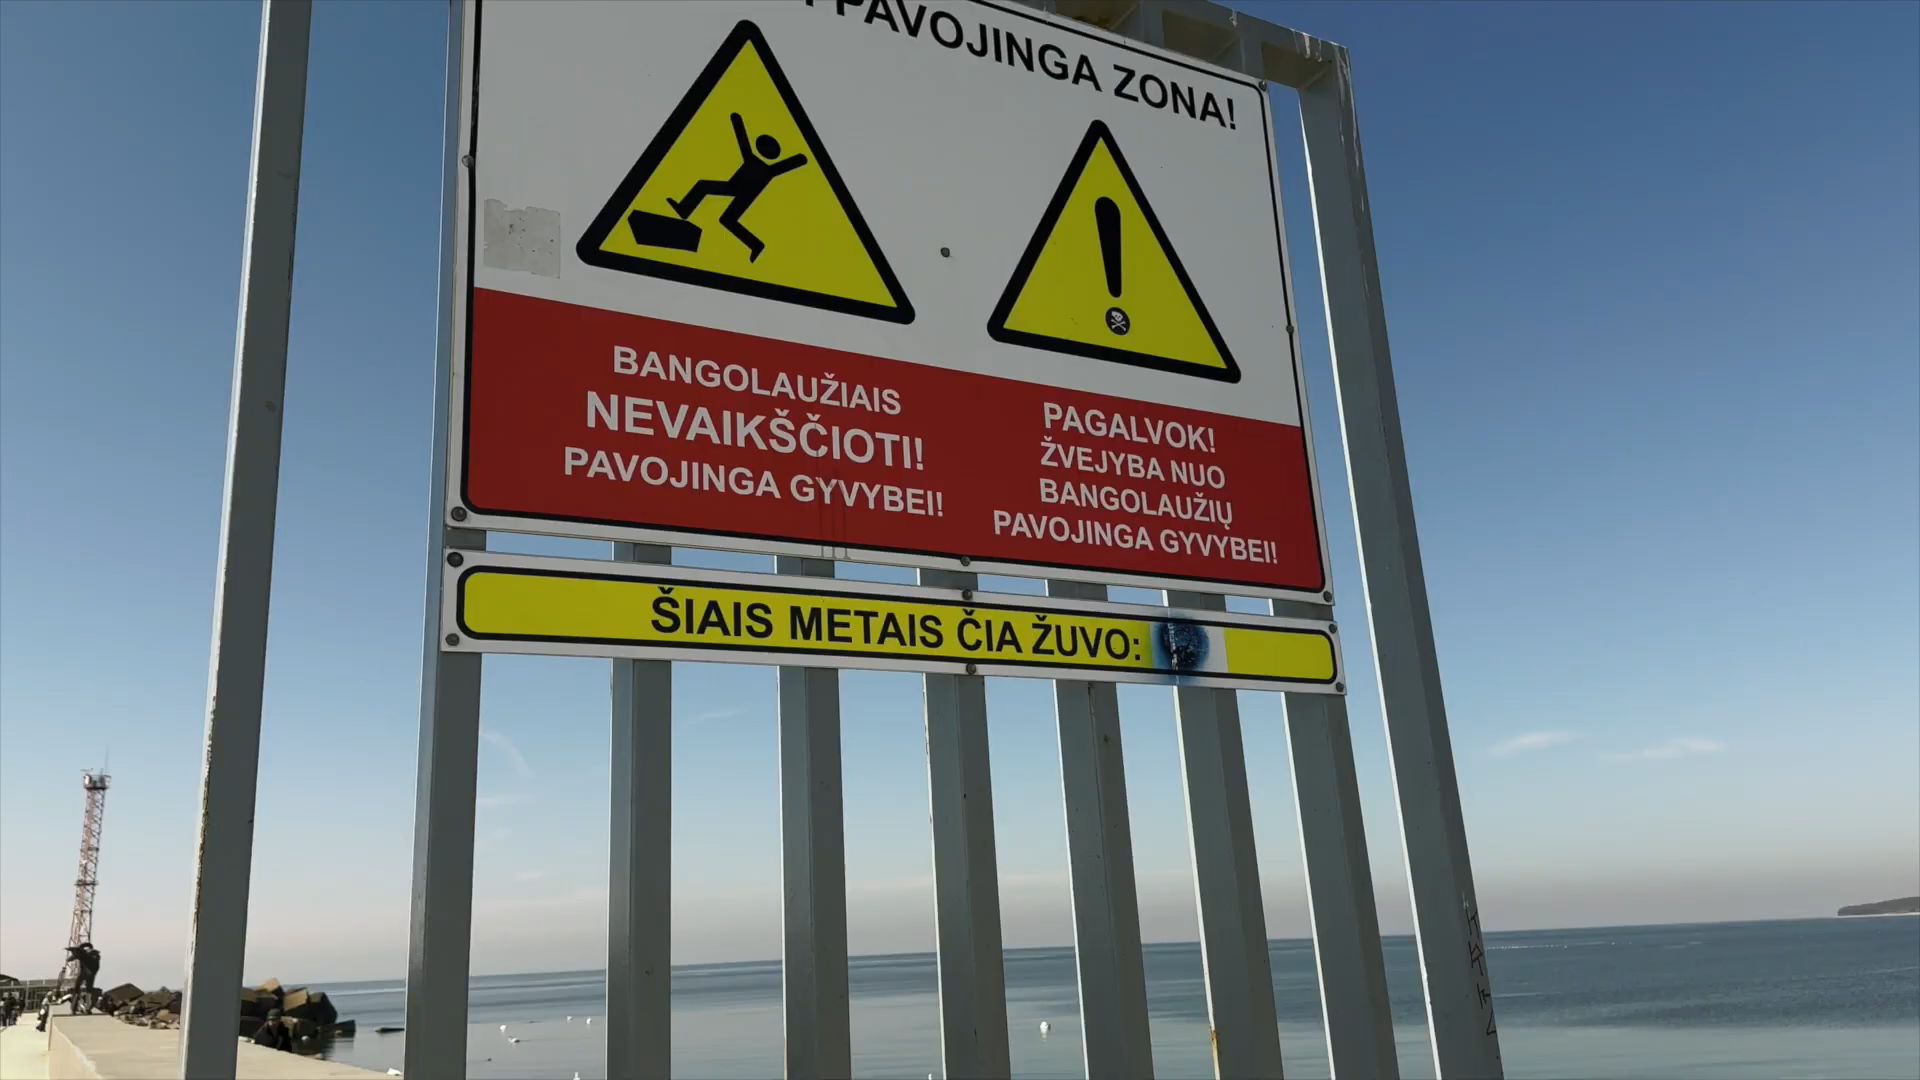 PAVOJINGA ZONA!
BANGOLAUŽIAIS
NEVAIKŠČIOTI!
PAVOJINGA GYVYBEI!
PAGALVOK!
ŽVEJYBA NUO
BANGOLAUŽIŲ
PAVOJINGA GYVYBEI!
ŠIAIS METAIS ČIA ŽUVO: